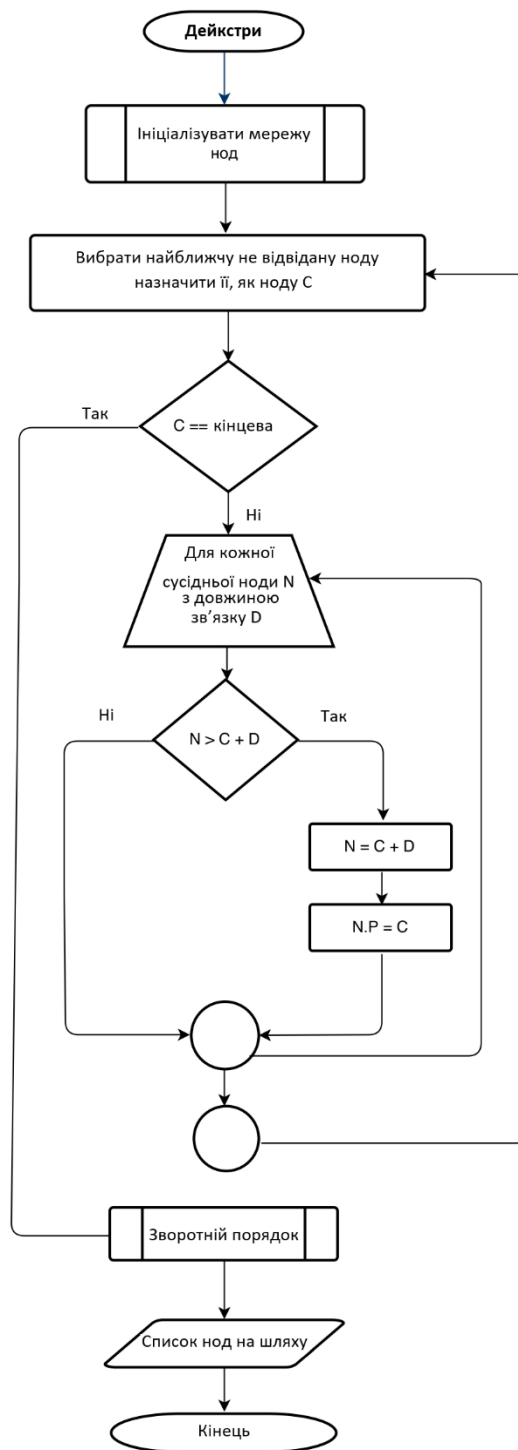 Дейкстри
Ініціалізувати мережу
нод
Вибрати найближчу не відвідану ноду
назначити її, як ноду C
Так
C == кінцева
Ні
Для кожної
сусідньої ноди N
з довжиною
зв'язку D
Ні
Так
N > C + D
N = C + D
N.P = C
Зворотній порядок
Список нод на шляху
Кінець